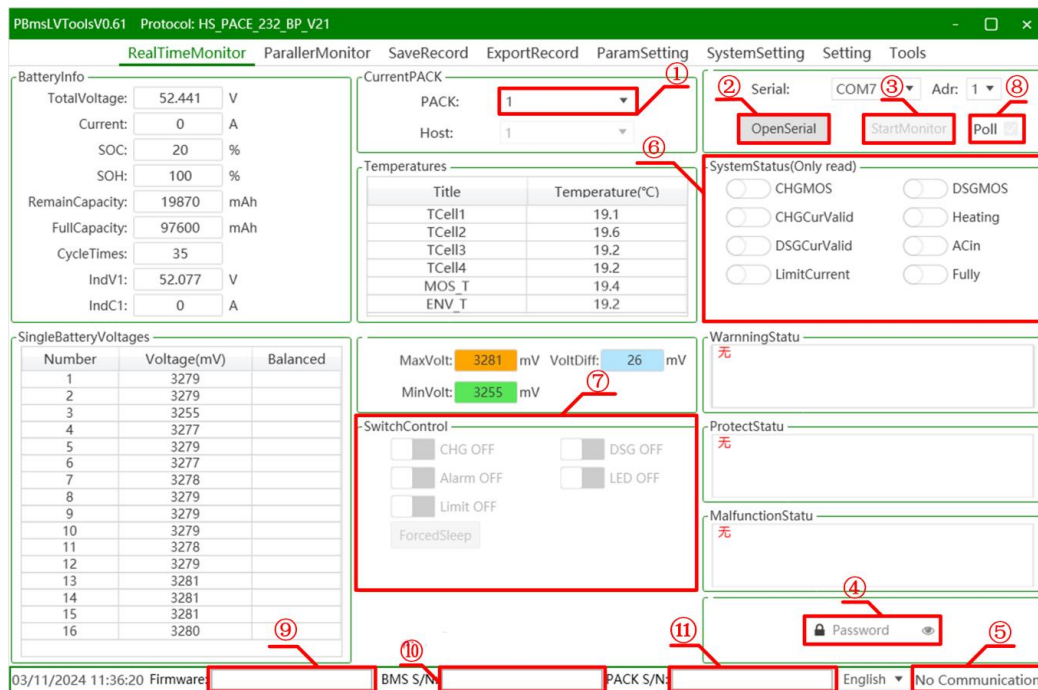 PBmsLVToolsV0.61 Protocol: HS_PACE_232_BP_V21
RealTimeMonitor ParallerMonitor SaveRecord ExportRecord ParamSetting SystemSetting Setting Tools
BatteryInfo
TotalVoltage: 52.441 V
Current: 0 A
SOC: 20 %
SOH: 100 %
RemainCapacity: 19870 mAh
FullCapacity: 97600 mAh
CycleTimes: 35
IndV1: 52.077 V
IndC1: 0 A
CurrentPACK
①
PACK: 1
Host: 1
② ③ ⑧
Serial: COM7 Adr: 1
OpenSerial StartMonitor Poll
Temperatures
Title Temperature(℃)
TCell1 19.1
TCell2 19.6
TCell3 19.2
TCell4 19.2
MOS_T 19.4
ENV_T 19.2
⑥
SystemStatus(Only read)
CHGMOS DSGMOS
CHGCurValid Heating
DSGCurValid ACin
LimitCurrent Fully
SingleBatteryVoltages
Number Voltage(mV) Balanced
1 3279
2 3279
3 3255
4 3277
5 3279
6 3277
7 3278
8 3279
9 3279
10 3279
11 3278
12 3279
13 3281
14 3281
15 3281
16 3280
MaxVolt: 3281 mV VoltDiff: 26 mV
MinVolt: 3255 mV
⑦
SwitchControl
CHG OFF DSG OFF
Alarm OFF LED OFF
Limit OFF
ForcedSleep
WarnningStatu
无
ProtectStatu
无
MalfunctionStatu
无
④
Password
⑨ ⑩ ⑪ ⑤
03/11/2024 11:36:20 Firmware: BMS S/N: PACK S/N: English No Communication